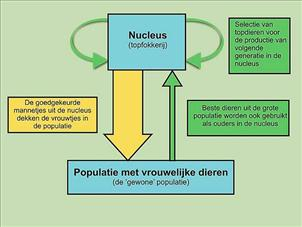 Nucleus
(topfokkerij)
Selectie van
topdieren voor
de productie van
volgende
generatie in de
nucleus
De goedgekeurde
mannetjes uit de nucleus
dekken de vrouwtjes in
de populatie
Beste dieren uit de grote
populatie worden ook gebruikt
als ouders in de nucleus
Populatie met vrouwelijke dieren
(de 'gewone' populatie)